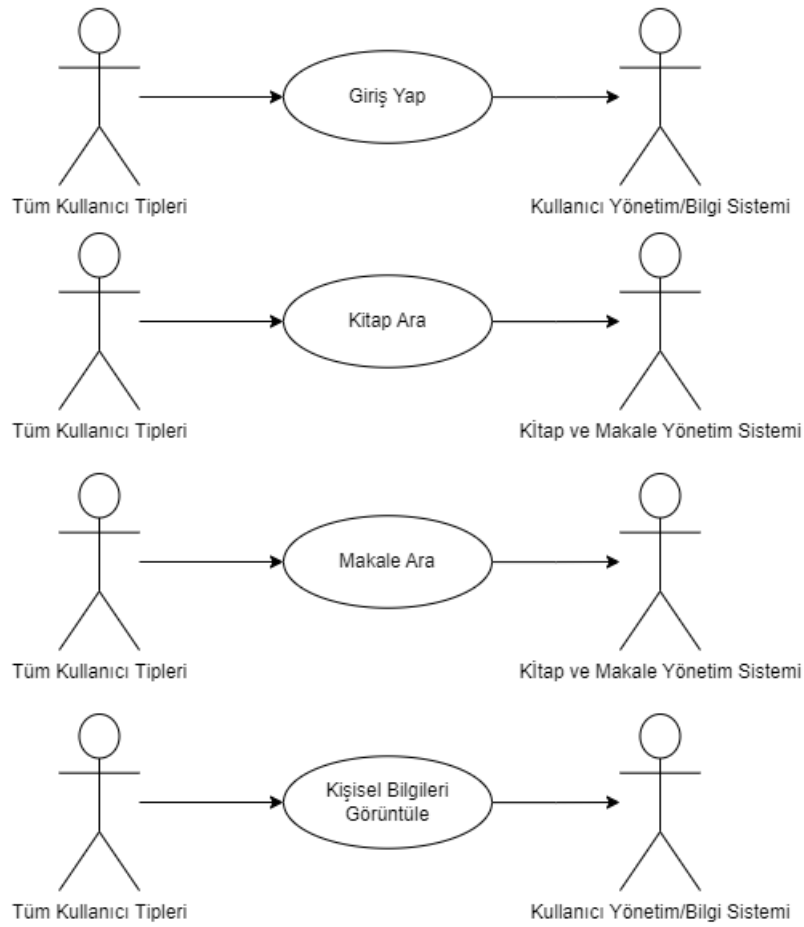 Giriş Yap
Tüm Kullanıcı Tipleri
Kullanıcı Yönetim/Bilgi Sistemi
Kitap Ara
Tüm Kullanıcı Tipleri
Kİtap ve Makale Yönetim Sistemi
Makale Ara
Tüm Kullanıcı Tipleri
Kİtap ve Makale Yönetim Sistemi
Kişisel Bilgileri
Görüntüle
Tüm Kullanıcı Tipleri
Kullanıcı Yönetim/Bilgi Sistemi